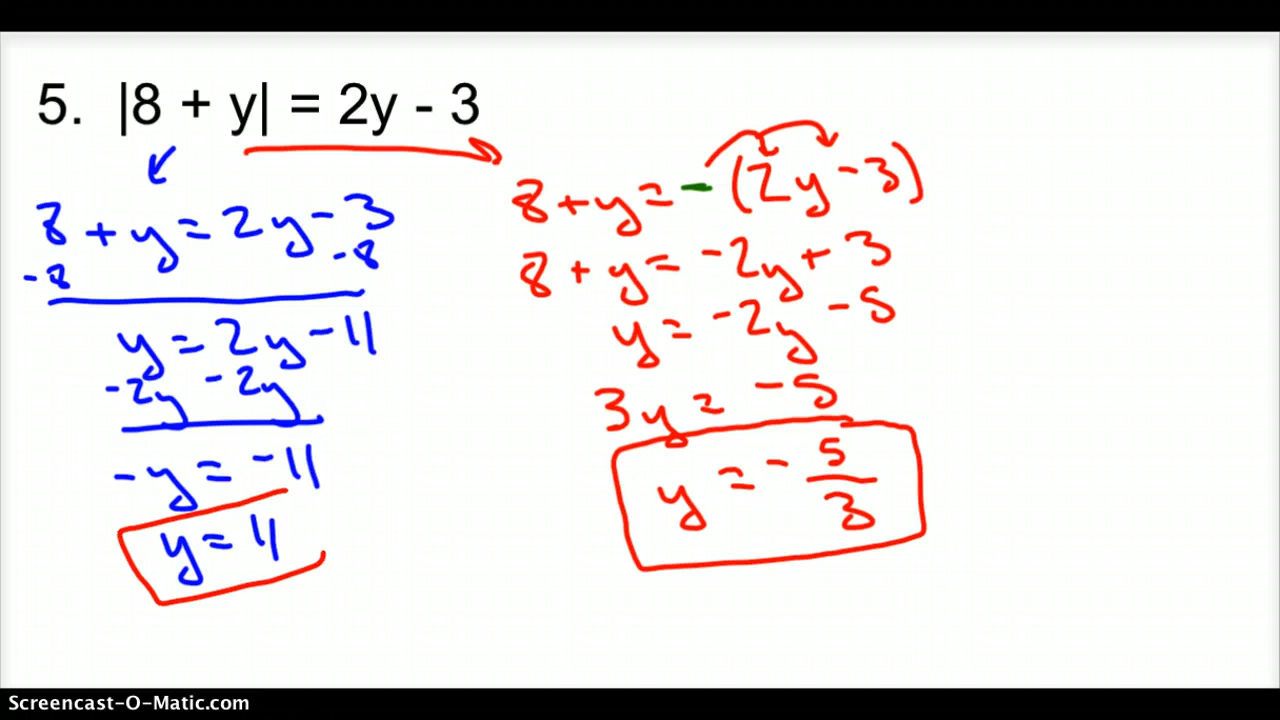 5. |8 + y| = 2y - 3
8 + y = 2y - 3
-8 -8
y = 2y - 11
-2y -2y
-y = -11
y = 11
8 + y = - (2y - 3)
8 + y = -2y + 3
y = -2y - 5
3y = -5
y = - 5/3
Screencast-O-Matic.com